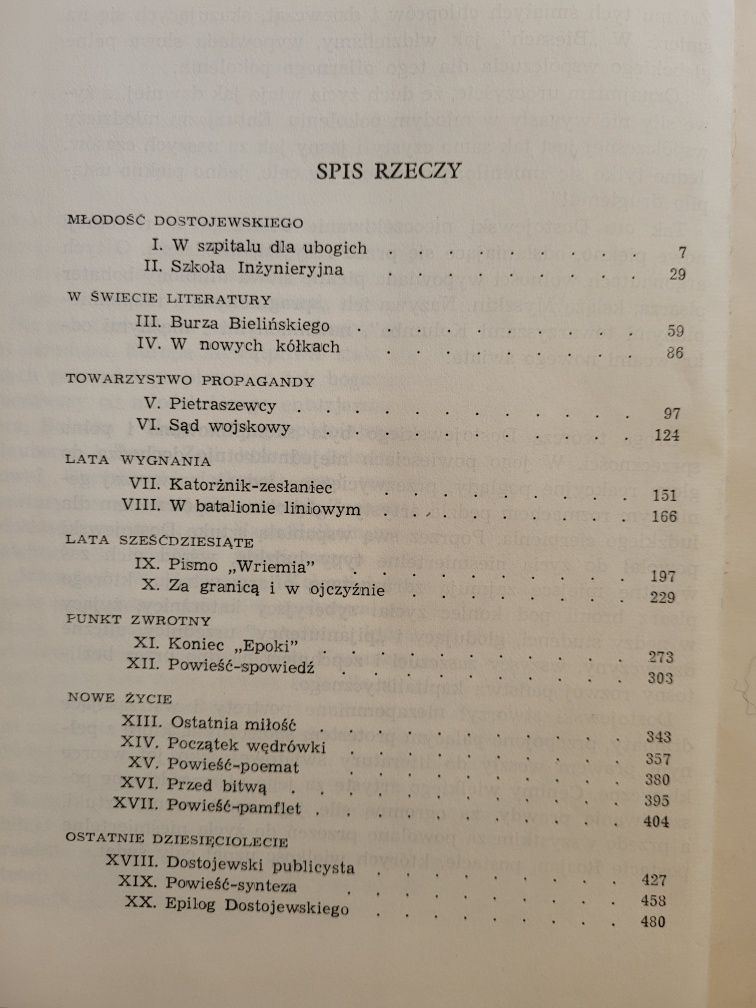 SPIS RZECZY
MŁODOŚĆ DOSTOJEWSKIEGO
I. W szpitalu dla ubogich . . . . . . . . . . 7
II. Szkoła Inżynieryjna . . . . . . . . . . 29
W ŚWIECIE LITERATURY
III. Burza Bielińskiego . . . . . . . . . . 59
IV. W nowych kółkach . . . . . . . . . 86
TOWARZYSTWO PROPAGANDY
V. Pietraszewcy . . . . . . . . . . . . 97
VI. Sąd wojskowy . . . . . . . . . . . 124
LATA WYGNANIA
VII. Katorżnik-zesłaniec . . . . . . . . . 151
VIII. W batalionie liniowym . . . . . . . . . 166
LATA SZEŚĆDZIESIĄTE
IX. Pismo „Wriemia” . . . . . . . . . . 197
X. Za granicą i w ojczyźnie . . . . . . . . 229
PUNKT ZWROTNY
XI. Koniec „Epoki” . . . . . . . . . . . 273
XII. Powieść-spowiedź . . . . . . . . . . 303
NOWE ŻYCIE
XIII. Ostatnia miłość . . . . . . . . . . . 343
XIV. Początek wędrówki . . . . . . . . . . 357
XV. Powieść-poemat . . . . . . . . . . 380
XVI. Przed bitwą . . . . . . . . . . . . 395
XVII. Powieść-pamflet . . . . . . . . . . . 404
OSTATNIE DZIESIĘCIOLECIE
XVIII. Dostojewski publicysta . . . . . . . . . 427
XIX. Powieść-synteza . . . . . . . . . . 458
XX. Epilog Dostojewskiego . . . . . . . . . 480